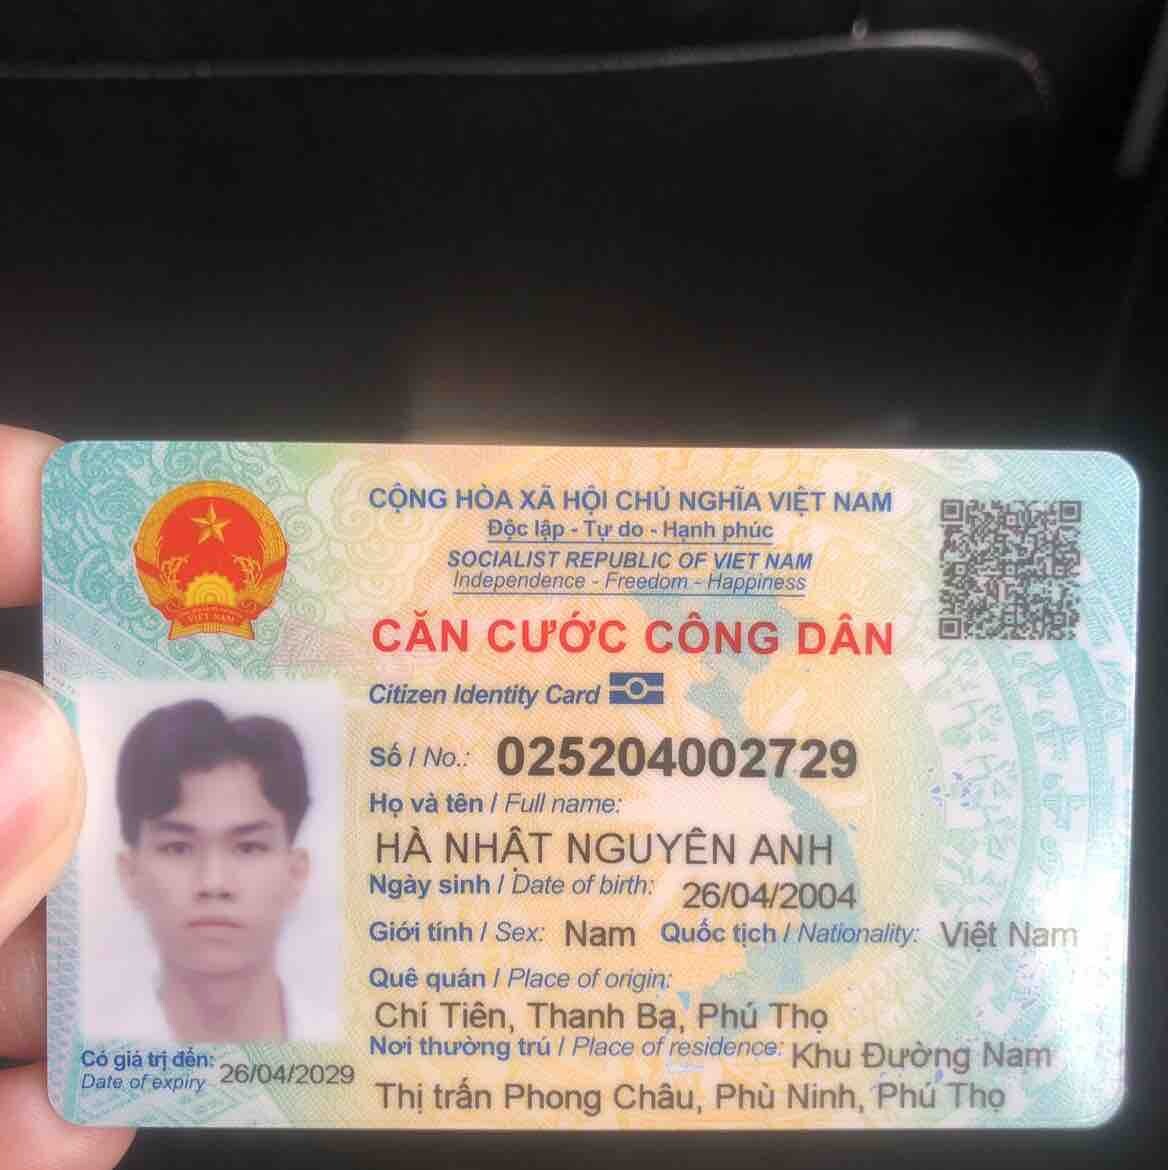 CỘNG HÒA XÃ HỘI CHỦ NGHĨA VIỆT NAM
Độc lập - Tự do - Hạnh phúc
SOCIALIST REPUBLIC OF VIET NAM
Independence - Freedom - Happiness
CĂN CƯỚC CÔNG DÂN
Citizen Identity Card
Số / No.: 025204002729
Họ và tên / Full name:
HÀ NHẬT NGUYÊN ANH
Ngày sinh / Date of birth: 26/04/2004
Giới tính / Sex: Nam Quốc tịch / Nationality: Việt Nam
Quê quán / Place of origin:
Chí Tiên, Thanh Ba, Phú Thọ
Nơi thường trú / Place of residence: Khu Đường Nam
Thị trấn Phong Châu, Phù Ninh, Phú Thọ
Có giá trị đến: 26/04/2029
Date of expiry
VIỆT NAM